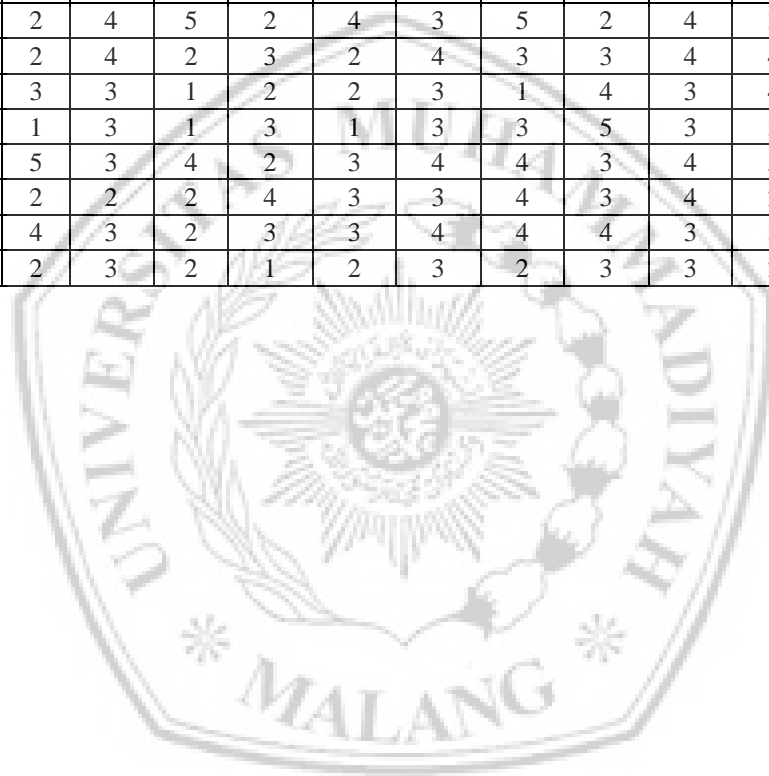 2 4 5 2 4 3 5 2 4
2 4 2 3 2 4 3 3 4
3 3 1 2 2 3 1 4 3
1 3 1 3 1 3 3 5 3
5 3 4 2 3 4 4 3 4
2 2 2 4 3 3 4 3 4
4 3 2 3 3 4 4 4 3
2 3 2 1 2 3 2 3 3
UNIVERSITAS MUHAMMADIYAH
MALANG